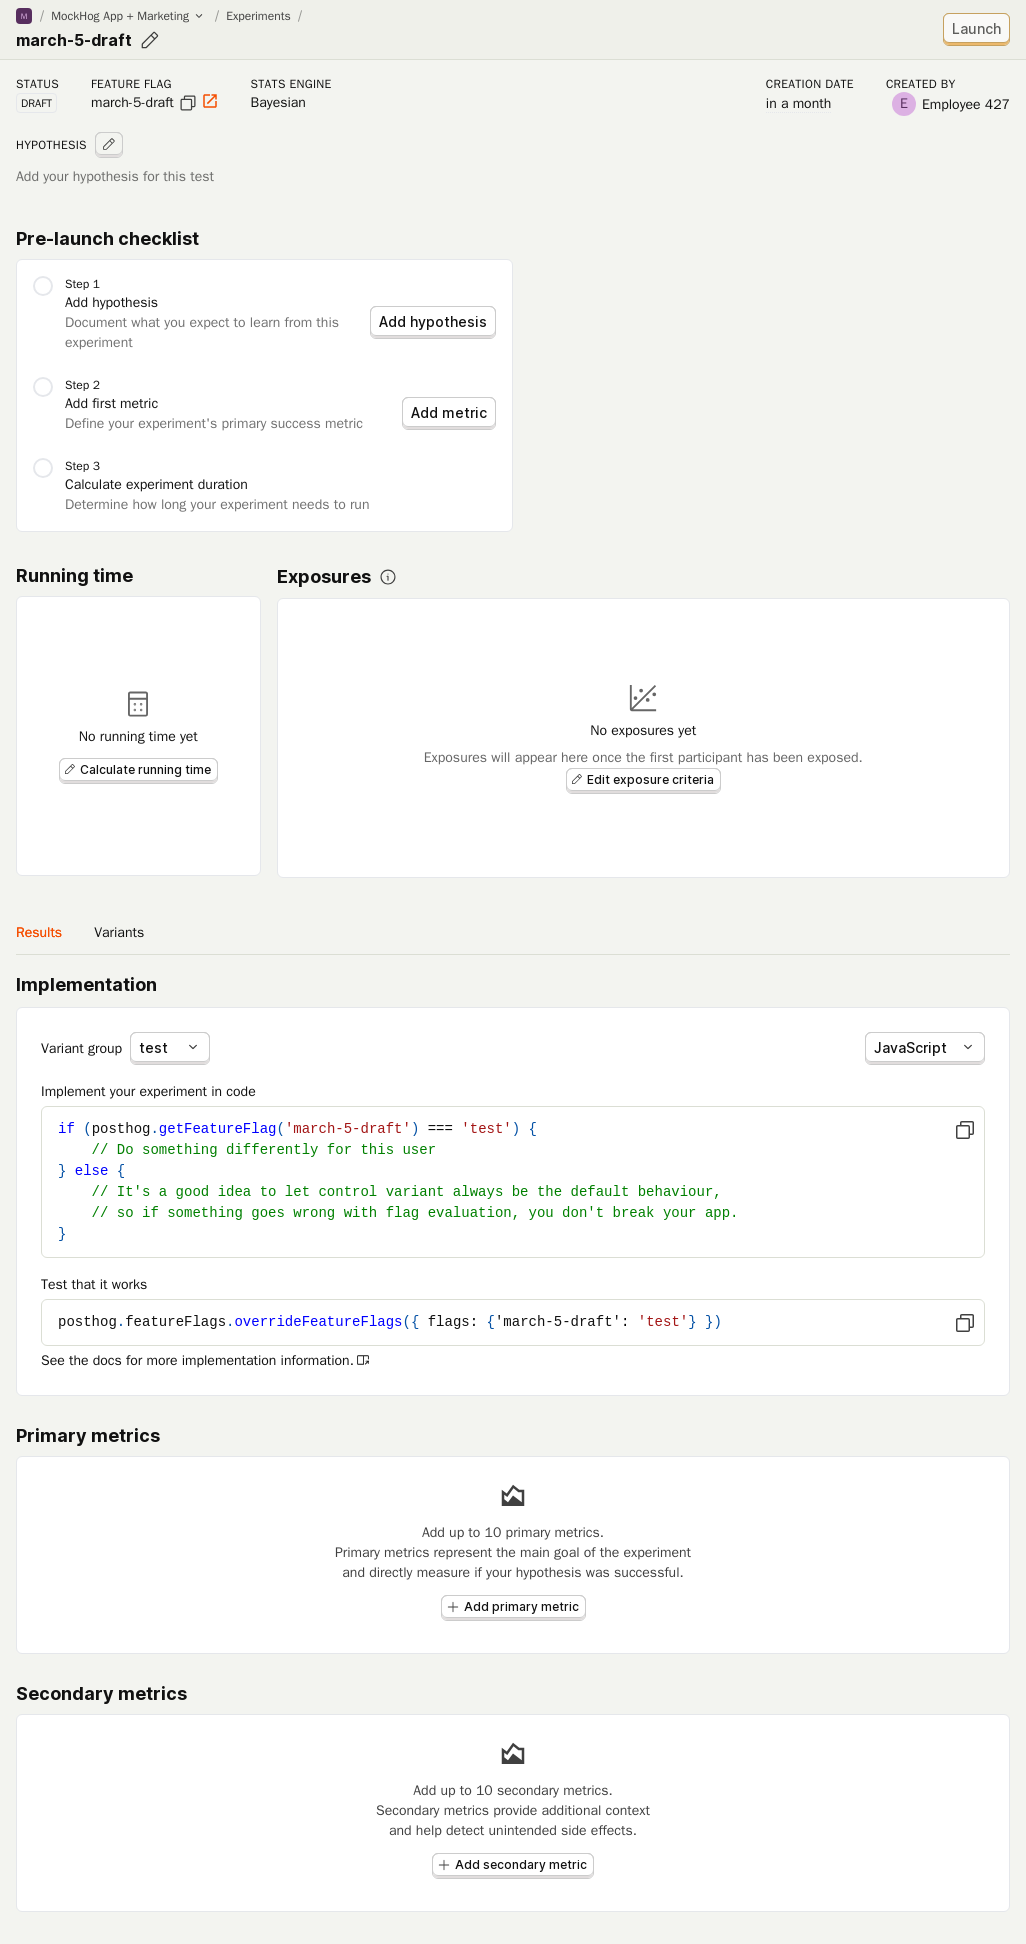 M / MockHog App + Marketing / Experiments /
march-5-draft
Launch
STATUS
DRAFT
FEATURE FLAG
march-5-draft
STATS ENGINE
Bayesian
CREATION DATE
in a month
CREATED BY
E Employee 427
HYPOTHESIS
Add your hypothesis for this test
Pre-launch checklist
Step 1
Add hypothesis
Document what you expect to learn from this
experiment
Add hypothesis
Step 2
Add first metric
Define your experiment's primary success metric
Add metric
Step 3
Calculate experiment duration
Determine how long your experiment needs to run
Running time
No running time yet
Calculate running time
Exposures
No exposures yet
Exposures will appear here once the first participant has been exposed.
Edit exposure criteria
Results Variants
Implementation
Variant group test
JavaScript
Implement your experiment in code
if (posthog.getFeatureFlag('march-5-draft') === 'test') {
    // Do something differently for this user
} else {
    // It's a good idea to let control variant always be the default behaviour,
    // so if something goes wrong with flag evaluation, you don't break your app.
}
Test that it works
posthog.featureFlags.overrideFeatureFlags({ flags: {'march-5-draft': 'test'} })
See the docs for more implementation information.
Primary metrics
Add up to 10 primary metrics.
Primary metrics represent the main goal of the experiment
and directly measure if your hypothesis was successful.
Add primary metric
Secondary metrics
Add up to 10 secondary metrics.
Secondary metrics provide additional context
and help detect unintended side effects.
Add secondary metric